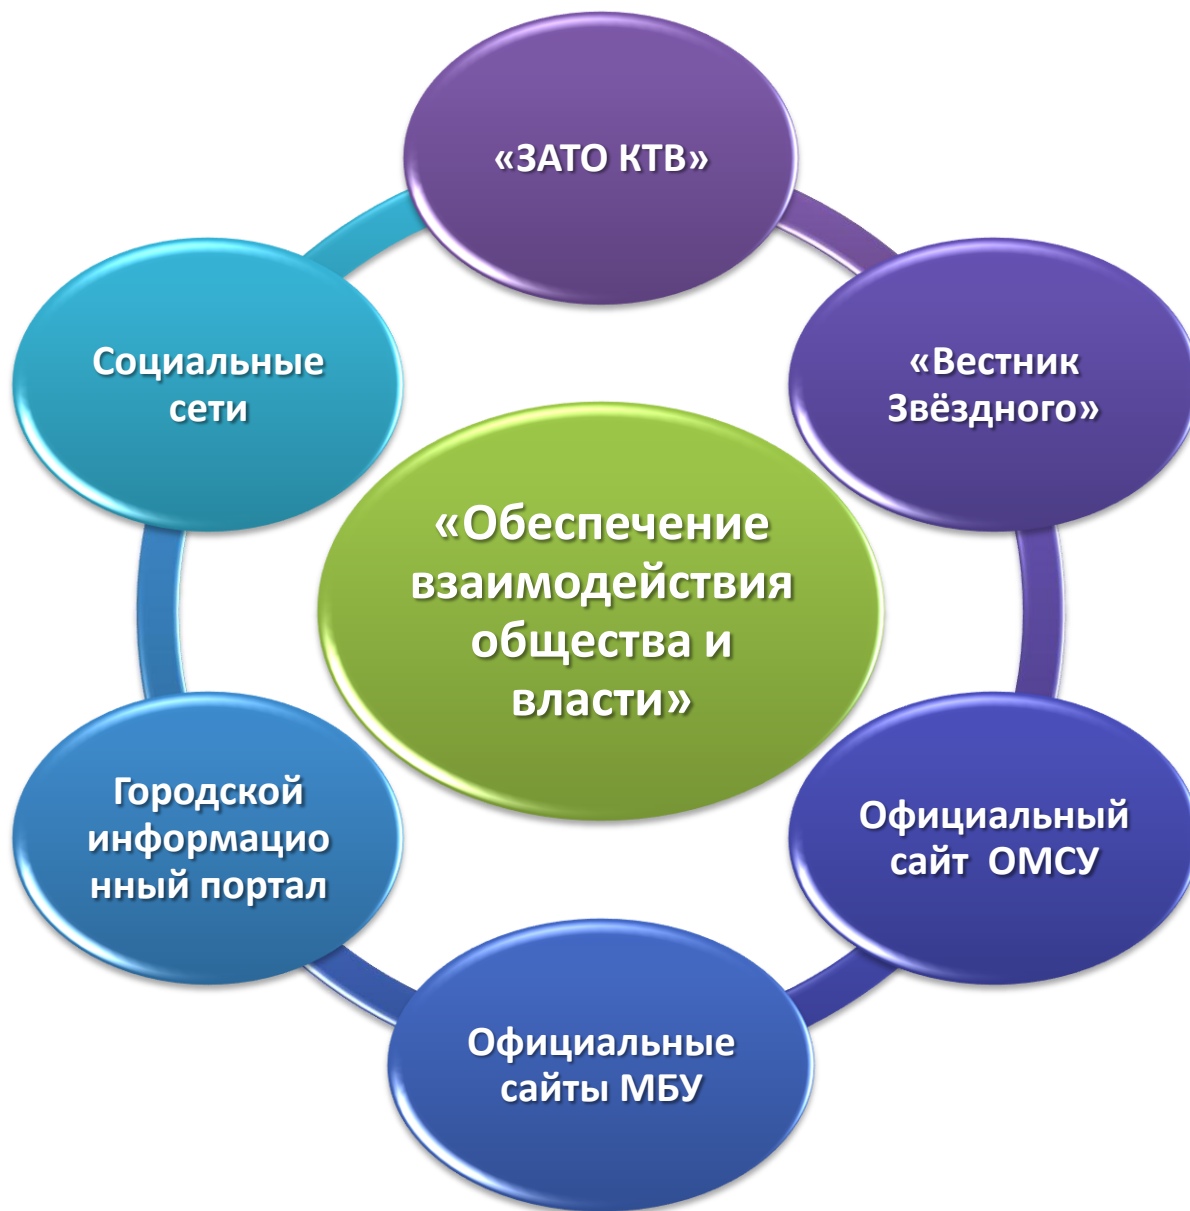 «ЗАТО КТВ»
«Вестник
Звёздного»
Официальный
сайт ОМСУ
Официальные
сайты МБУ
Городской
информацио
нный портал
Социальные
сети
«Обеспечение
взаимодействия
общества и
власти»